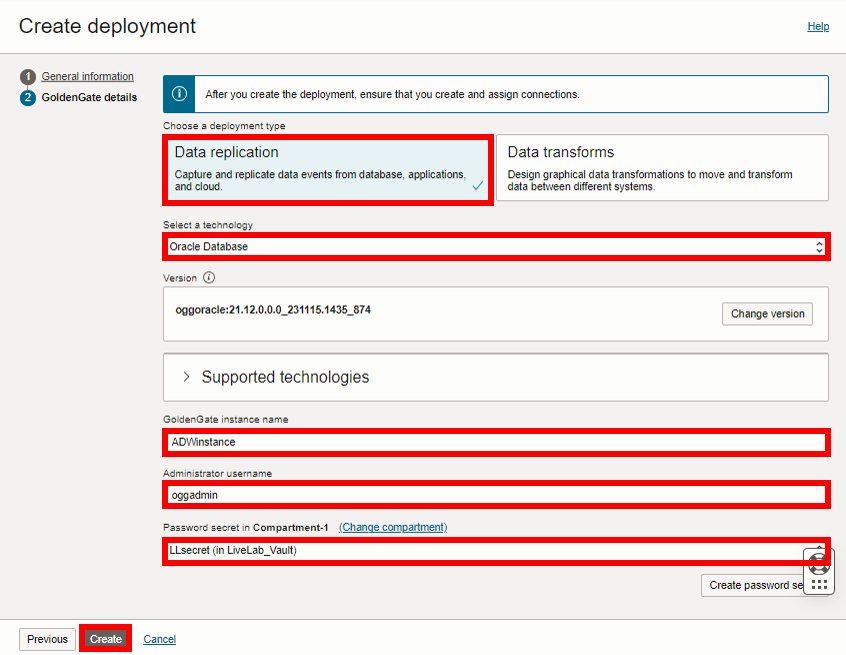 Create deployment
Help
1 General information
2 GoldenGate details
After you create the deployment, ensure that you create and assign connections.
Choose a deployment type
Data replication
Capture and replicate data events from database, applications,
and cloud.
Data transforms
Design graphical data transformations to move and transform
data between different systems.
Select a technology
Oracle Database
Version
oggoracle:21.12.0.0.0_231115.1435_874
Change version
Supported technologies
GoldenGate instance name
ADWinstance
Administrator username
oggadmin
Password secret in Compartment-1 (Change compartment)
LLsecret (in LiveLab_Vault)
Create password se
Previous
Create
Cancel